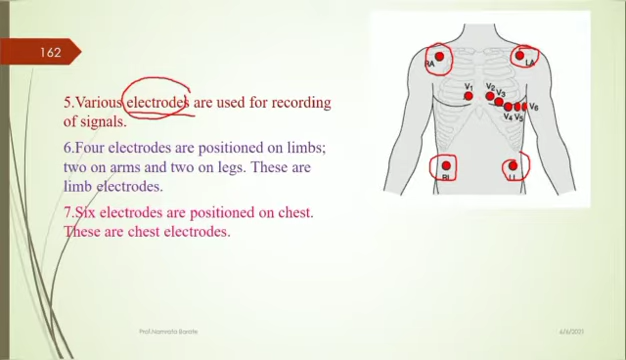 162
5.Various electrodes are used for recording
of signals.
6.Four electrodes are positioned on limbs;
two on arms and two on legs. These are
limb electrodes.
7.Six electrodes are positioned on chest.
These are chest electrodes.
RA
LA
V1
V2
V3
V4
V5
V6
RL
LL
Prof.Namrata Barate
6/6/2021